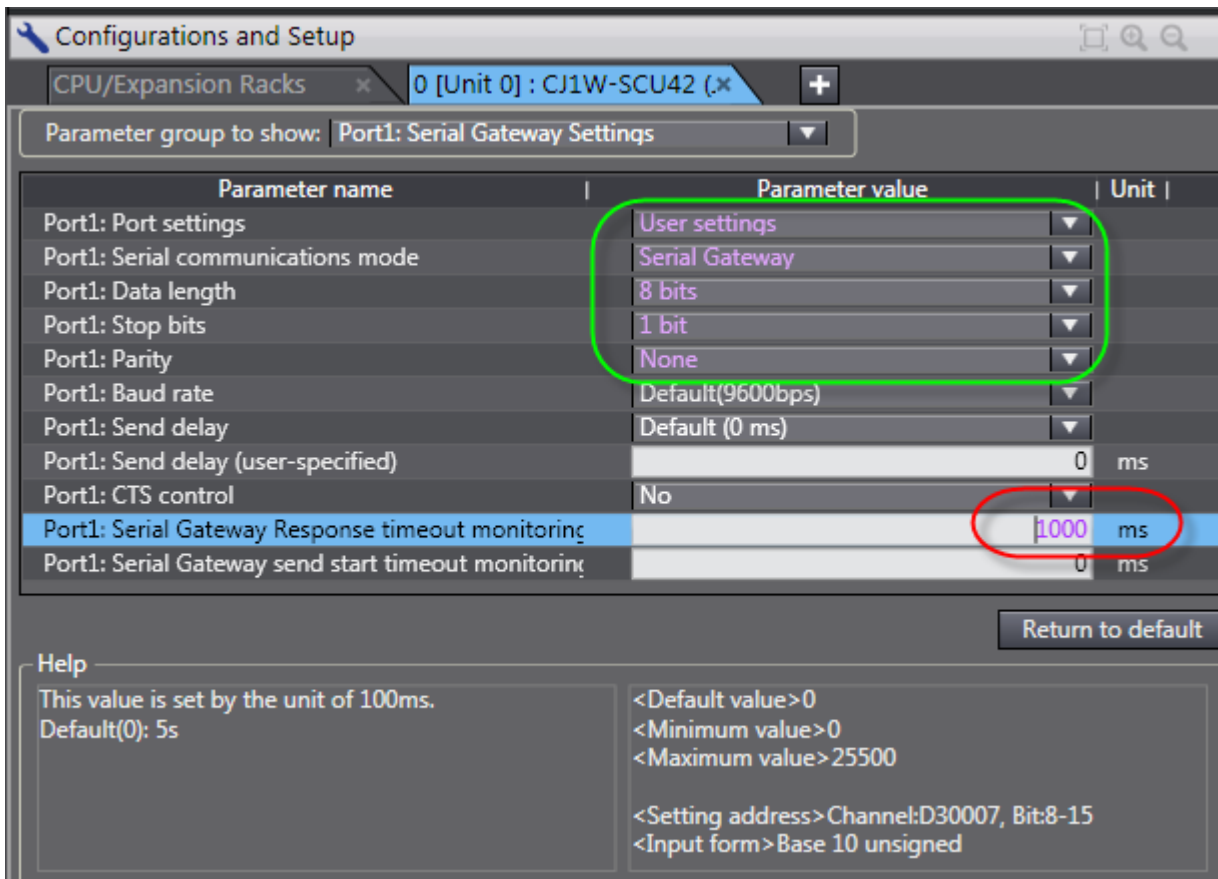 Configurations and Setup
CPU/Expansion Racks
0 [Unit 0] : CJ1W-SCU42 (.
Parameter group to show: Port1: Serial Gateway Settings
Parameter name | Parameter value | Unit |
Port1: Port settings User settings
Port1: Serial communications mode Serial Gateway
Port1: Data length 8 bits
Port1: Stop bits 1 bit
Port1: Parity None
Port1: Baud rate Default(9600bps)
Port1: Send delay Default (0 ms)
Port1: Send delay (user-specified) 0 ms
Port1: CTS control No
Port1: Serial Gateway Response timeout monitoring 1000 ms
Port1: Serial Gateway send start timeout monitoring 0 ms
Return to default
Help
This value is set by the unit of 100ms.
Default(0): 5s
<Default value>0
<Minimum value>0
<Maximum value>25500
<Setting address>Channel:D30007, Bit:8-15
<Input form>Base 10 unsigned